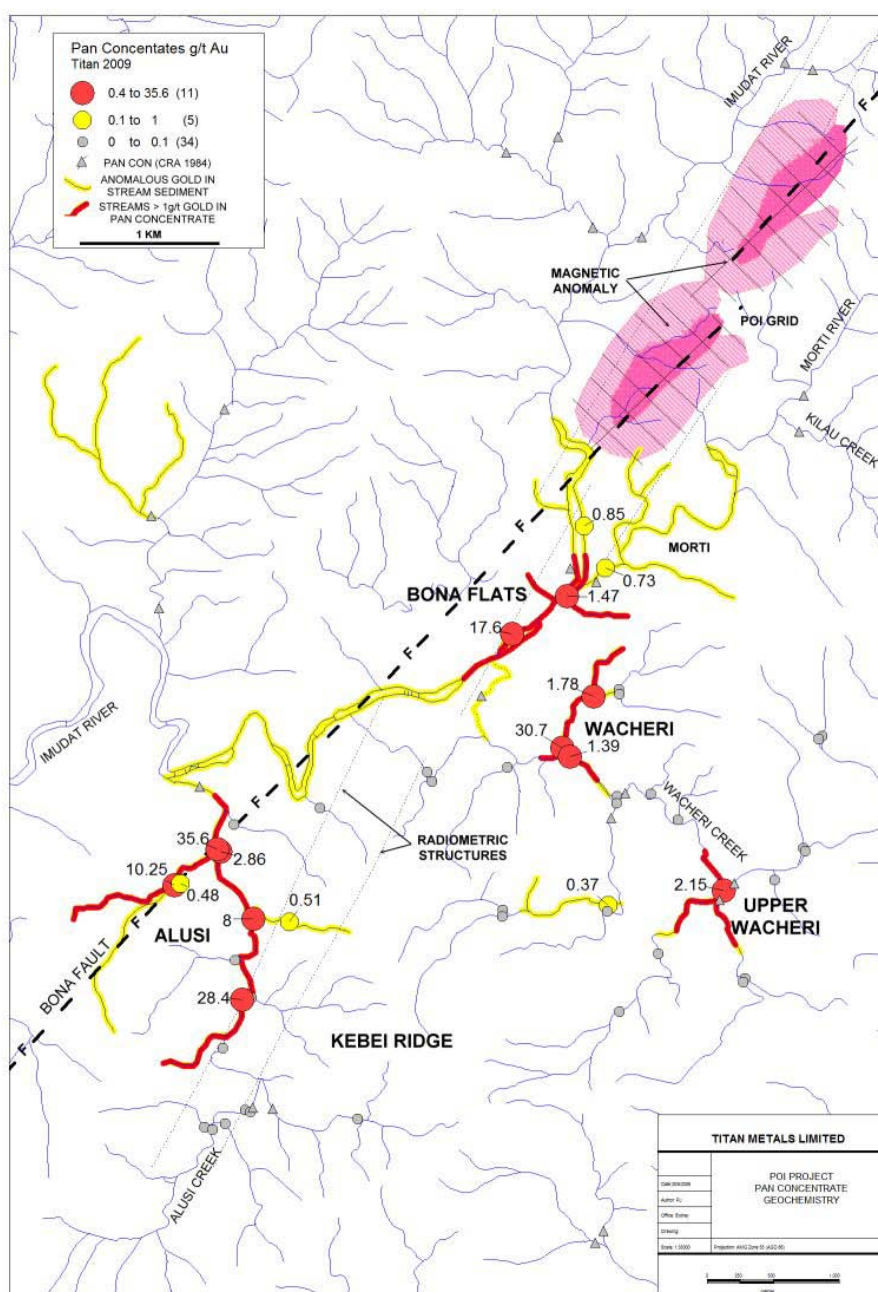 Pan Concentates g/t Au
Titan 2009
0.4 to 35.6 (11)
0.1 to 1 (5)
0 to 0.1 (34)
PAN CON (CRA 1984)
ANOMALOUS GOLD IN
STREAM SEDIMENT
STREAMS > 1g/t GOLD IN
PAN CONCENTRATE
1 KM
IMUDAT RIVER
F
MAGNETIC
ANOMALY
POI GRID
MORTI RIVER
KILAU CREEK
F
0.85
MORTI
0.73
BONA FLATS
1.47
17.6
F
1.78
WACHERI
30.7
1.39
IMUDAT RIVER
F
WACHERI CREEK
RADIOMETRIC
STRUCTURES
35.6
2.86
10.25
0.48
0.37
2.15
UPPER
WACHERI
8
0.51
ALUSI
F
BONA FAULT
28.4
F
KEBEI RIDGE
ALUSI CREEK
TITAN METALS LIMITED
POI PROJECT
PAN CONCENTRATE
GEOCHEMISTRY